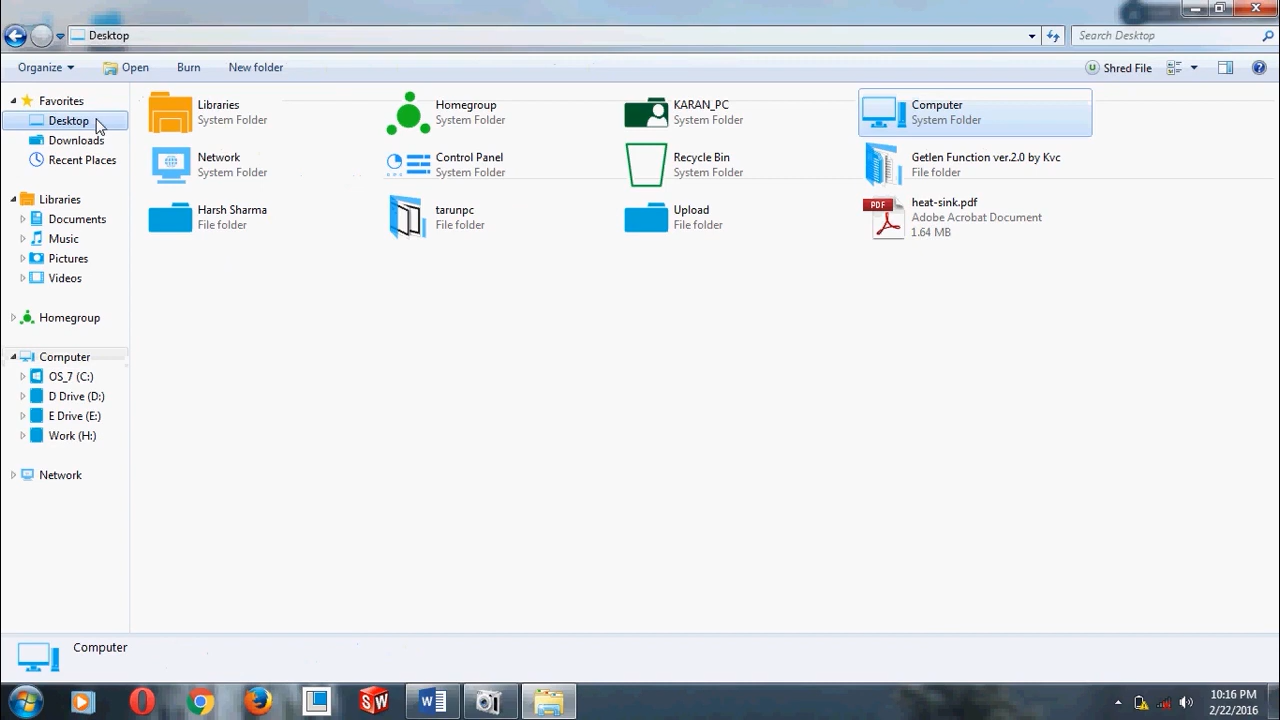 Desktop
Search Desktop
Organize
Open
Burn
New folder
Shred File
Favorites
Desktop
Downloads
Recent Places
Libraries
Documents
Music
Pictures
Videos
Homegroup
Computer
OS_7 (C:)
D Drive (D:)
E Drive (E:)
Work (H:)
Network
Libraries
System Folder
Homegroup
System Folder
KARAN_PC
System Folder
Computer
System Folder
Network
System Folder
Control Panel
System Folder
Recycle Bin
System Folder
Getlen Function ver.2.0 by Kvc
File folder
Harsh Sharma
File folder
tarunpc
File folder
Upload
File folder
PDF
heat-sink.pdf
Adobe Acrobat Document
1.64 MB
Computer
SW
W
10:16 PM
2/22/2016